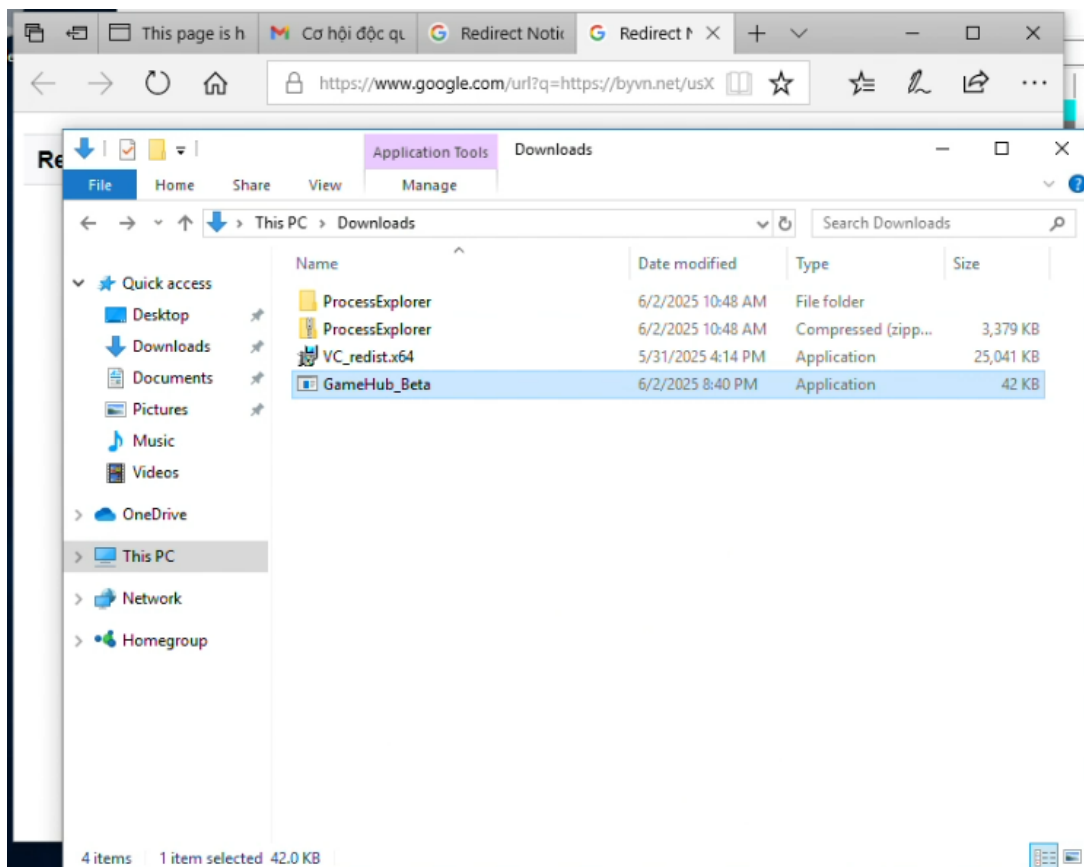 This page is h
Cơ hội độc qu
Redirect Notic
Redirect N
https://www.google.com/url?q=https://byvn.net/usX
Re
Application Tools
Downloads
File
Home
Share
View
Manage
This PC
Downloads
Search Downloads
Name
Date modified
Type
Size
Quick access
Desktop
Downloads
Documents
Pictures
Music
Videos
OneDrive
This PC
Network
Homegroup
ProcessExplorer 6/2/2025 10:48 AM File folder
ProcessExplorer 6/2/2025 10:48 AM Compressed (zipp... 3,379 KB
VC_redist.x64 5/31/2025 4:14 PM Application 25,041 KB
GameHub_Beta 6/2/2025 8:40 PM Application 42 KB
4 items 1 item selected 42.0 KB